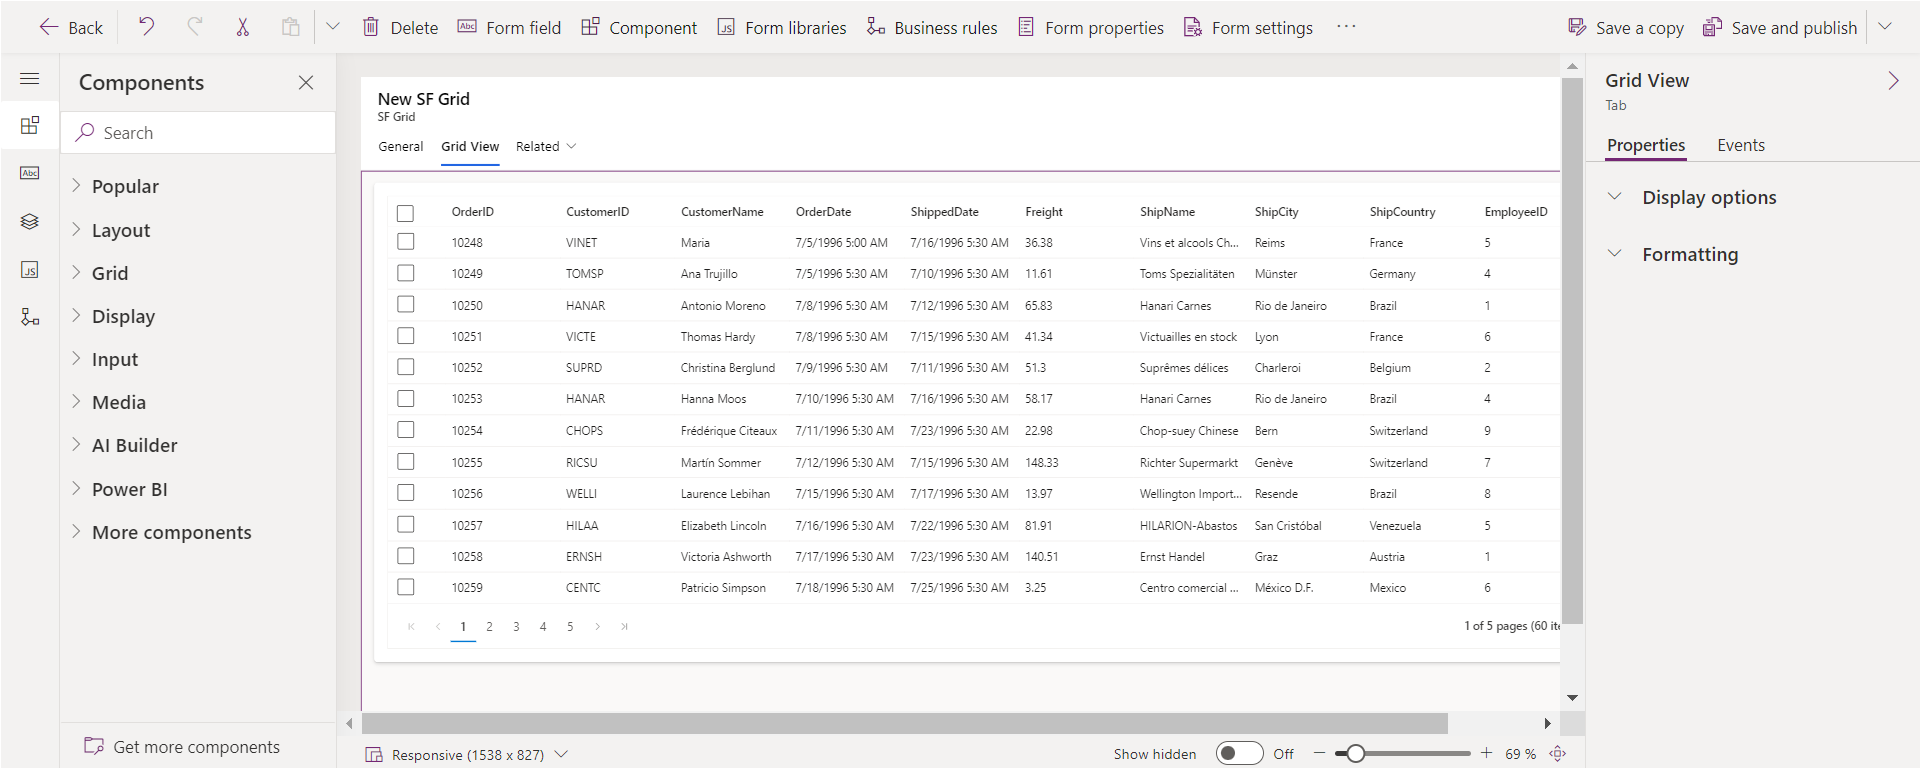 Back Delete Abc Form field Component JS Form libraries Business rules Form properties Form settings ··· Save a copy Save and publish
Components
Search
Abc
JS
Popular
Layout
Grid
Display
Input
Media
AI Builder
Power BI
More components
Get more components
New SF Grid
SF Grid
General Grid View Related
OrderID CustomerID CustomerName OrderDate ShippedDate Freight ShipName ShipCity ShipCountry EmployeeID
10248 VINET Maria 7/5/1996 5:00 AM 7/16/1996 5:30 AM 36.38 Vins et alcools Ch... Reims France 5
10249 TOMSP Ana Trujillo 7/5/1996 5:30 AM 7/10/1996 5:30 AM 11.61 Toms Spezialitäten Münster Germany 4
10250 HANAR Antonio Moreno 7/8/1996 5:30 AM 7/12/1996 5:30 AM 65.83 Hanari Carnes Rio de Janeiro Brazil 1
10251 VICTE Thomas Hardy 7/8/1996 5:30 AM 7/15/1996 5:30 AM 41.34 Victuailles en stock Lyon France 6
10252 SUPRD Christina Berglund 7/9/1996 5:30 AM 7/11/1996 5:30 AM 51.3 Suprêmes délices Charleroi Belgium 2
10253 HANAR Hanna Moos 7/10/1996 5:30 AM 7/16/1996 5:30 AM 58.17 Hanari Carnes Rio de Janeiro Brazil 4
10254 CHOPS Frédérique Citeaux 7/11/1996 5:30 AM 7/23/1996 5:30 AM 22.98 Chop-suey Chinese Bern Switzerland 9
10255 RICSU Martín Sommer 7/12/1996 5:30 AM 7/15/1996 5:30 AM 148.33 Richter Supermarkt Genève Switzerland 7
10256 WELLI Laurence Lebihan 7/15/1996 5:30 AM 7/17/1996 5:30 AM 13.97 Wellington Import... Resende Brazil 8
10257 HILAA Elizabeth Lincoln 7/16/1996 5:30 AM 7/22/1996 5:30 AM 81.91 HILARION-Abastos San Cristóbal Venezuela 5
10258 ERNSH Victoria Ashworth 7/17/1996 5:30 AM 7/23/1996 5:30 AM 140.51 Ernst Handel Graz Austria 1
10259 CENTC Patricio Simpson 7/18/1996 5:30 AM 7/25/1996 5:30 AM 3.25 Centro comercial ... México D.F. Mexico 6
1 2 3 4 5 1 of 5 pages (60 ite
Responsive (1538 x 827) Show hidden Off 69 %
Grid View
Tab
Properties Events
Display options
Formatting